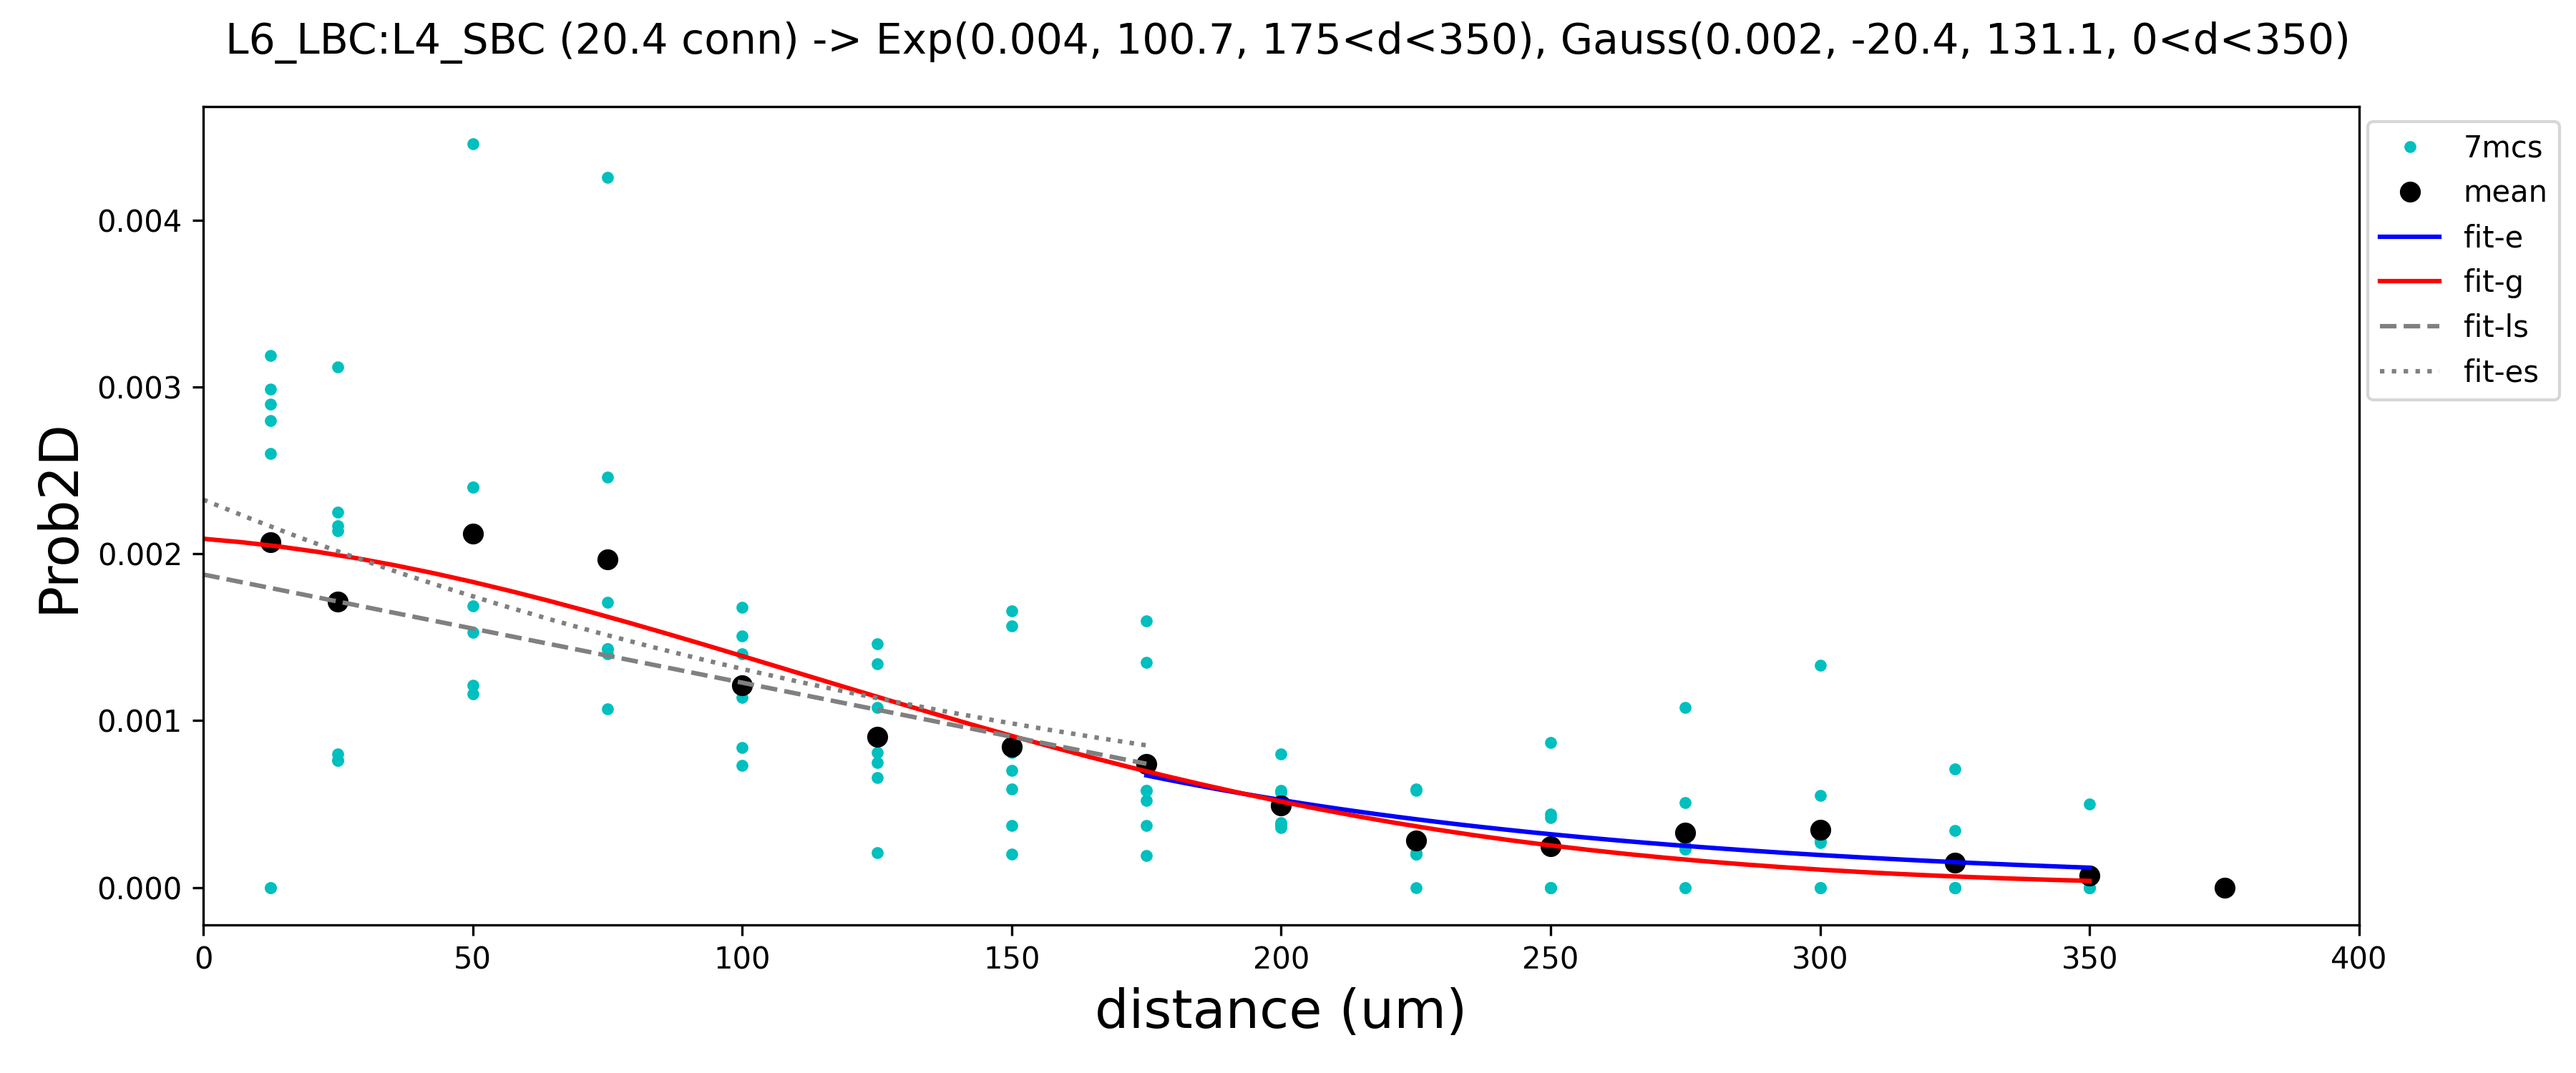 L6_LBC:L4_SBC (20.4 conn) -> Exp(0.004, 100.7, 175<d<350), Gauss(0.002, -20.4, 131.1, 0<d<350)
7mcs
mean
fit-e
fit-g
fit-ls
fit-es
Prob2D
0.004
0.003
0.002
0.001
0.000
0 50 100 150 200 250 300 350 400
distance (um)